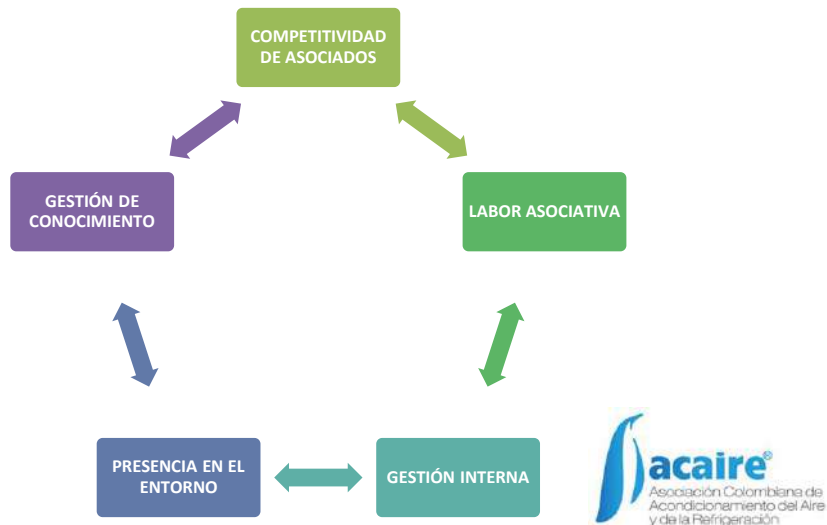 COMPETITIVIDAD
DE ASOCIADOS
GESTIÓN DE
CONOCIMIENTO
LABOR ASOCIATIVA
PRESENCIA EN EL
ENTORNO
GESTIÓN INTERNA
acaire®
Asociación Colombiana de
Acondicionamiento del Aire
y de la Refrigeración